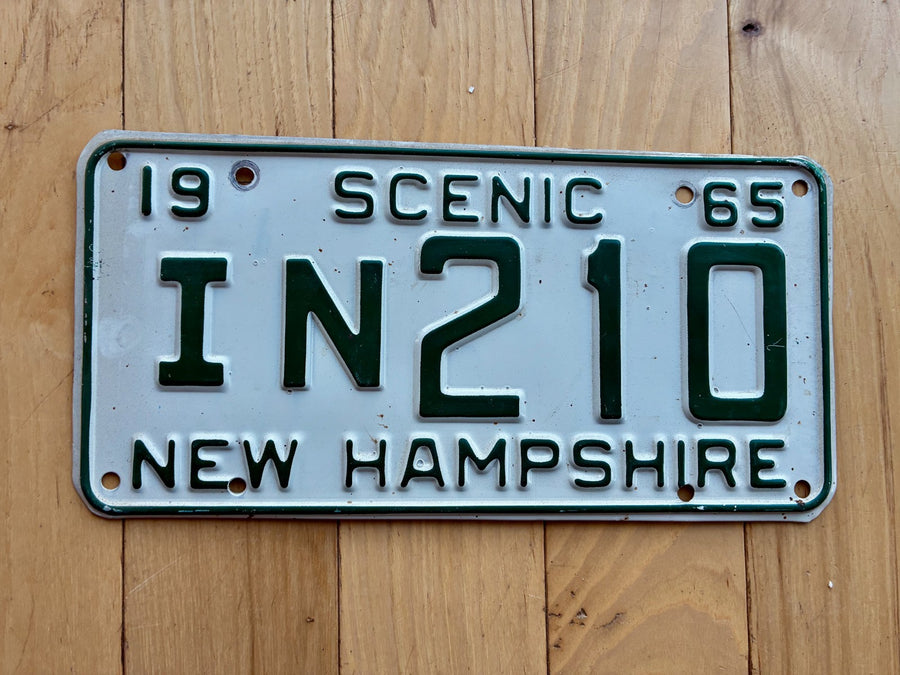 19 SCENIC 65
IN210
NEW HAMPSHIRE